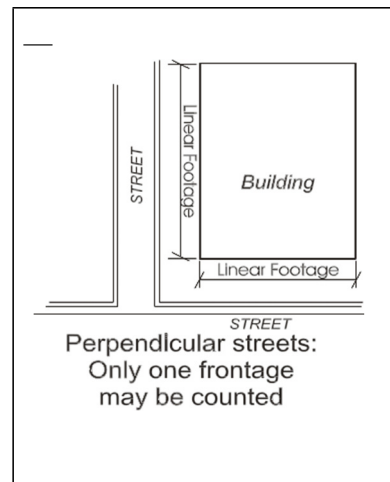 STREET
Linear Footage
Building
Linear Footage
STREET
Perpendicular streets:
Only one frontage
may be counted